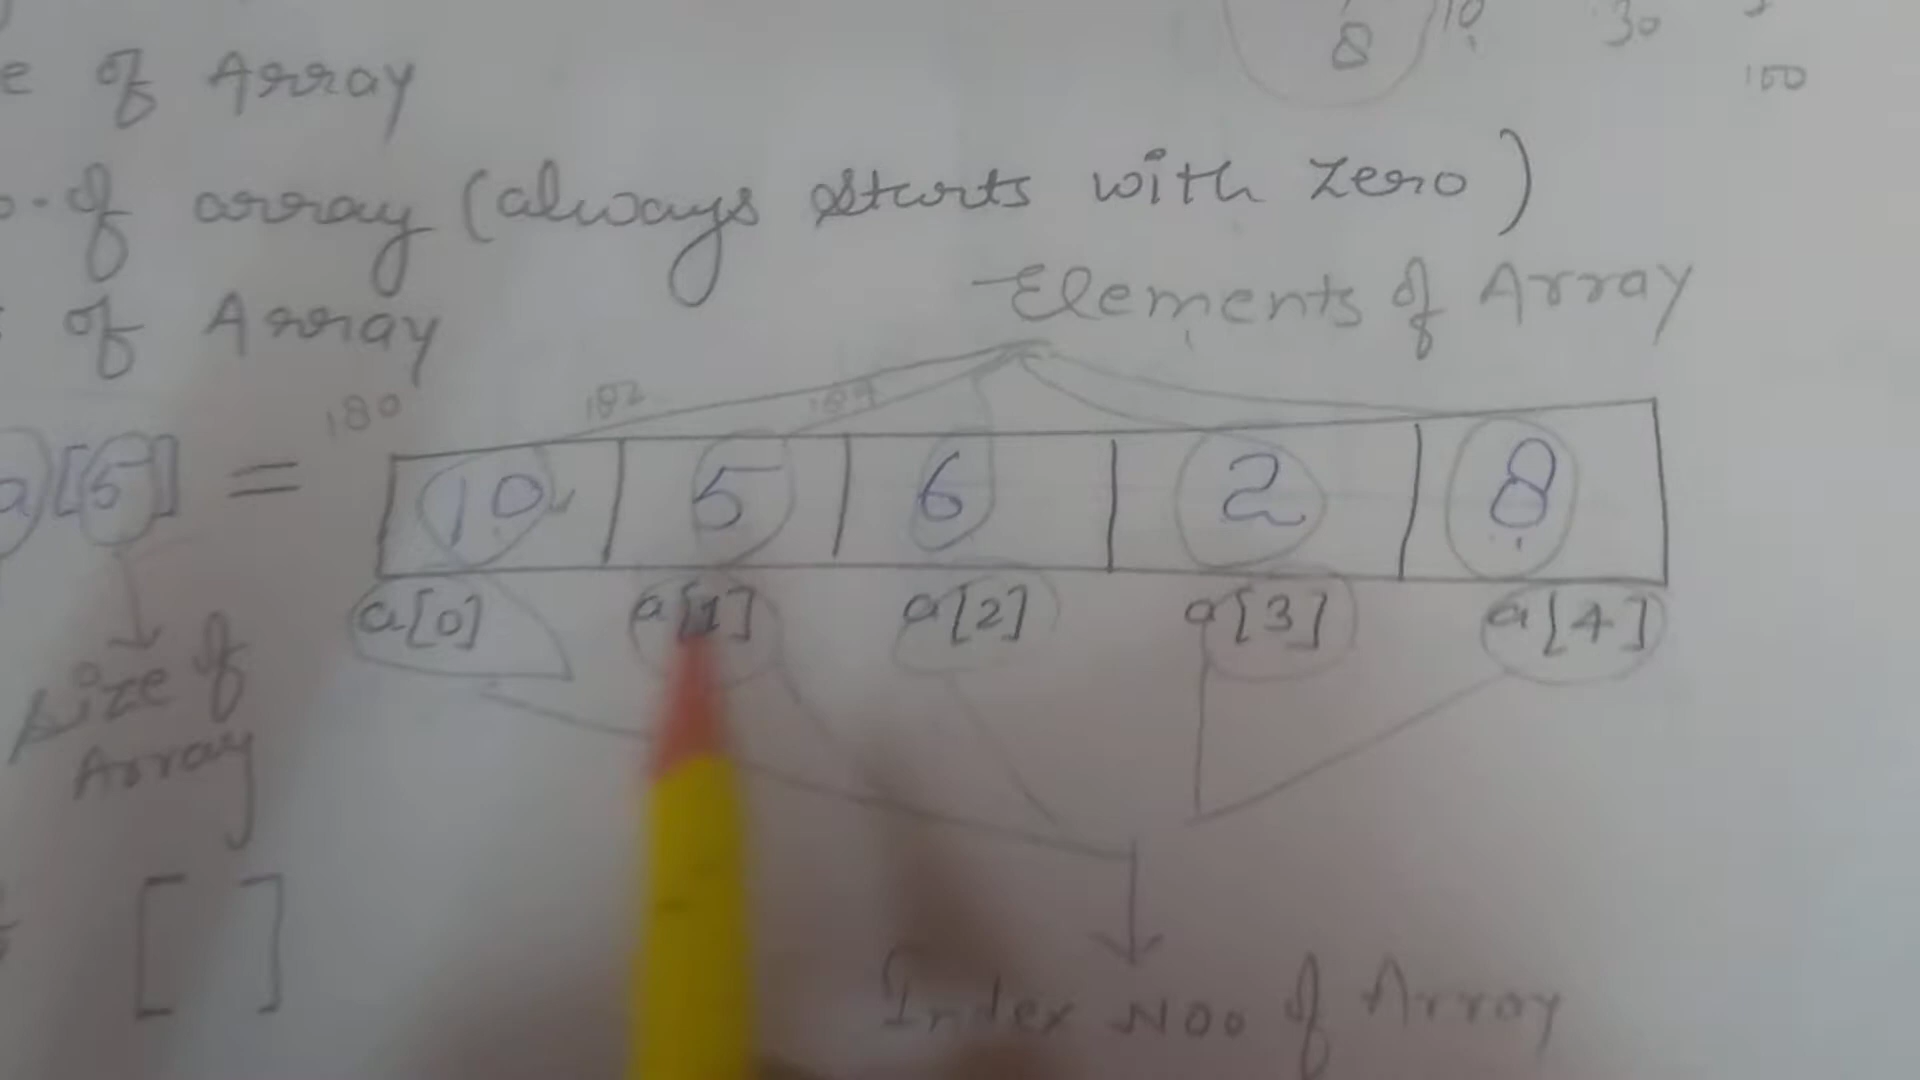 8 10 30
100
e of Array
o. of array (always starts with zero)
Elements of Array
of Array
180 182 184
a[5] = 10 5 6 2 8
a[0] a[1] a[2] a[3] a[4]
size of
Array
[ ]
Index No. of Array